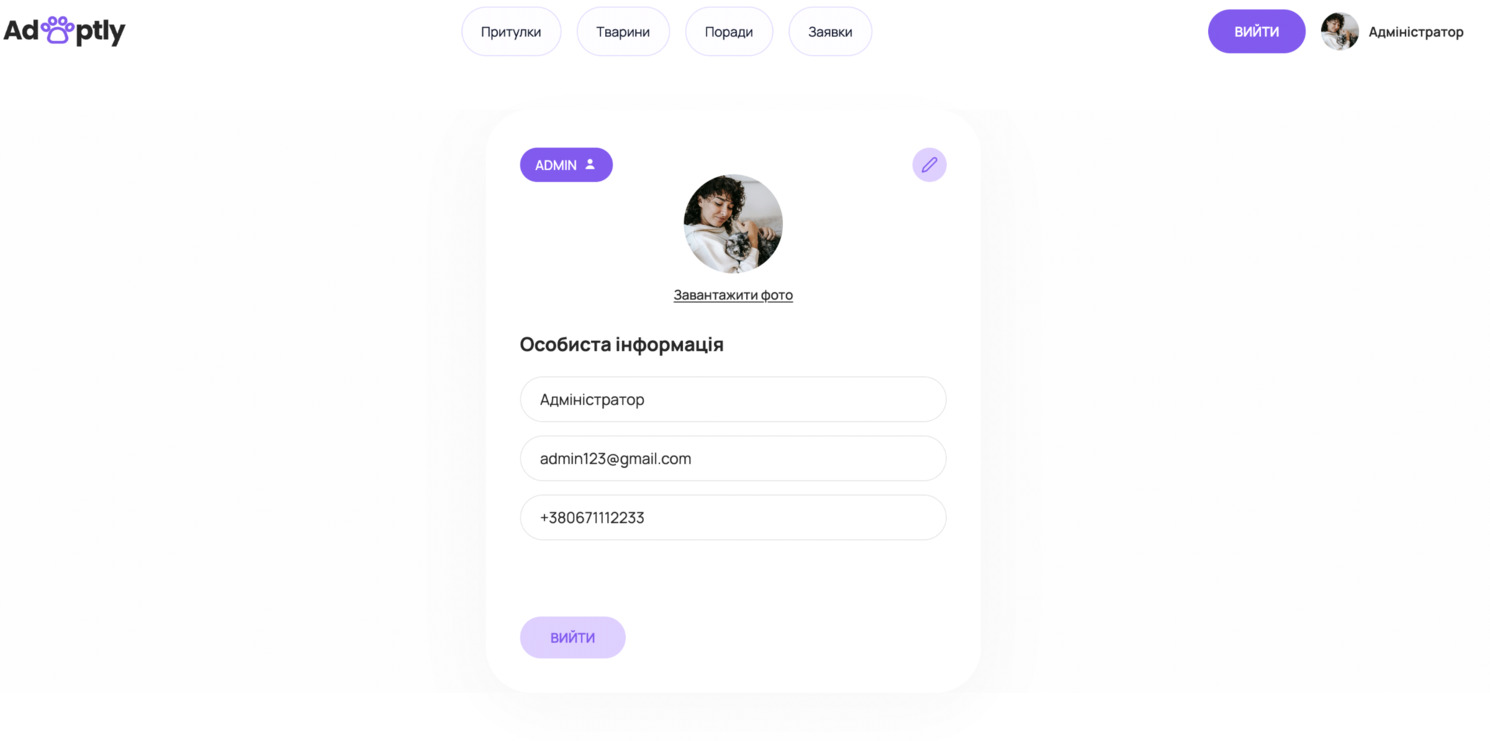 Adoptly
Притулки
Тварини
Поради
Заявки
ВИЙТИ
Адміністратор
ADMIN
Завантажити фото
Особиста інформація
Адміністратор
admin123@gmail.com
+380671112233
ВИЙТИ